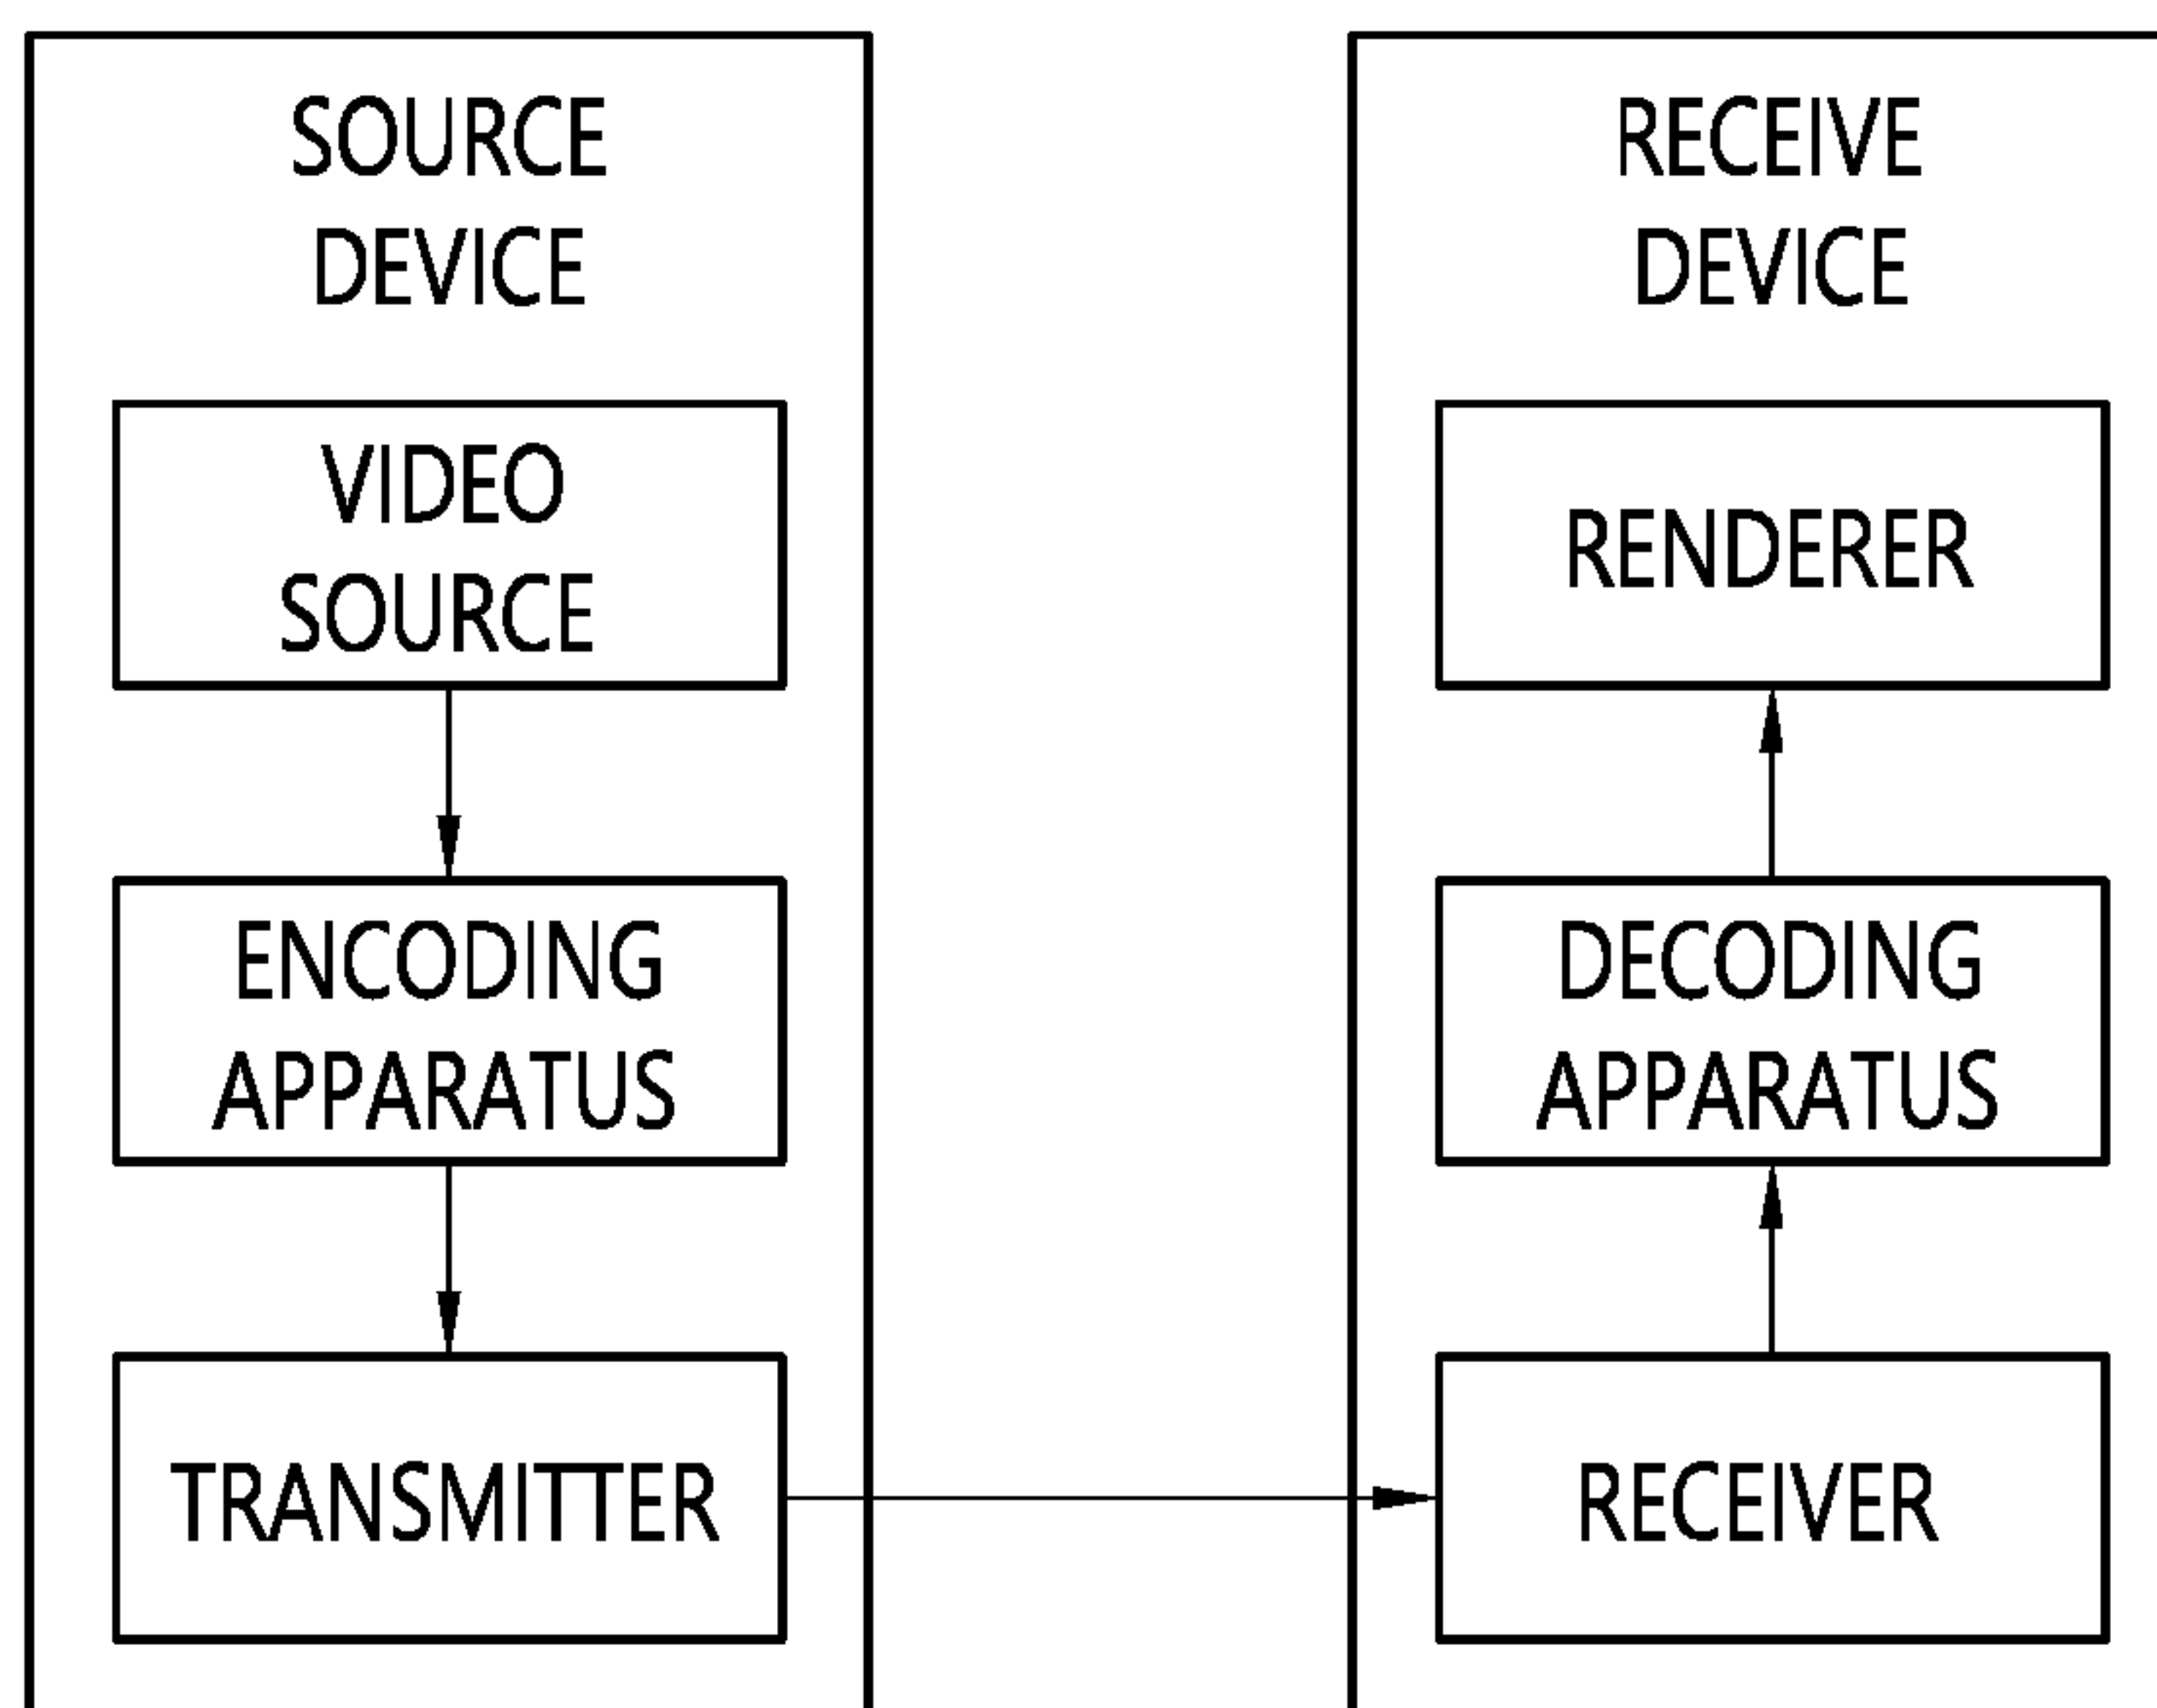 SOURCE
DEVICE
VIDEO
SOURCE
ENCODING
APPARATUS
TRANSMITTER
RECEIVE
DEVICE
RENDERER
DECODING
APPARATUS
RECEIVER